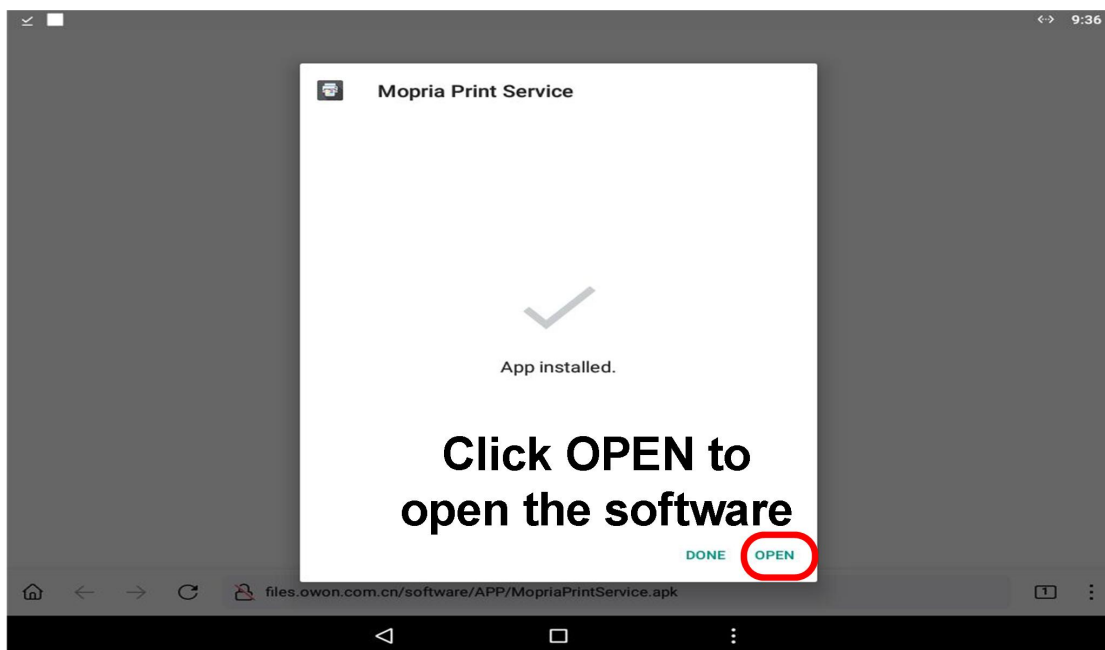 9:36
Mopria Print Service
App installed.
Click OPEN to
open the software
DONE OPEN
files.owon.com.cn/software/APP/MopriaPrintService.apk
1